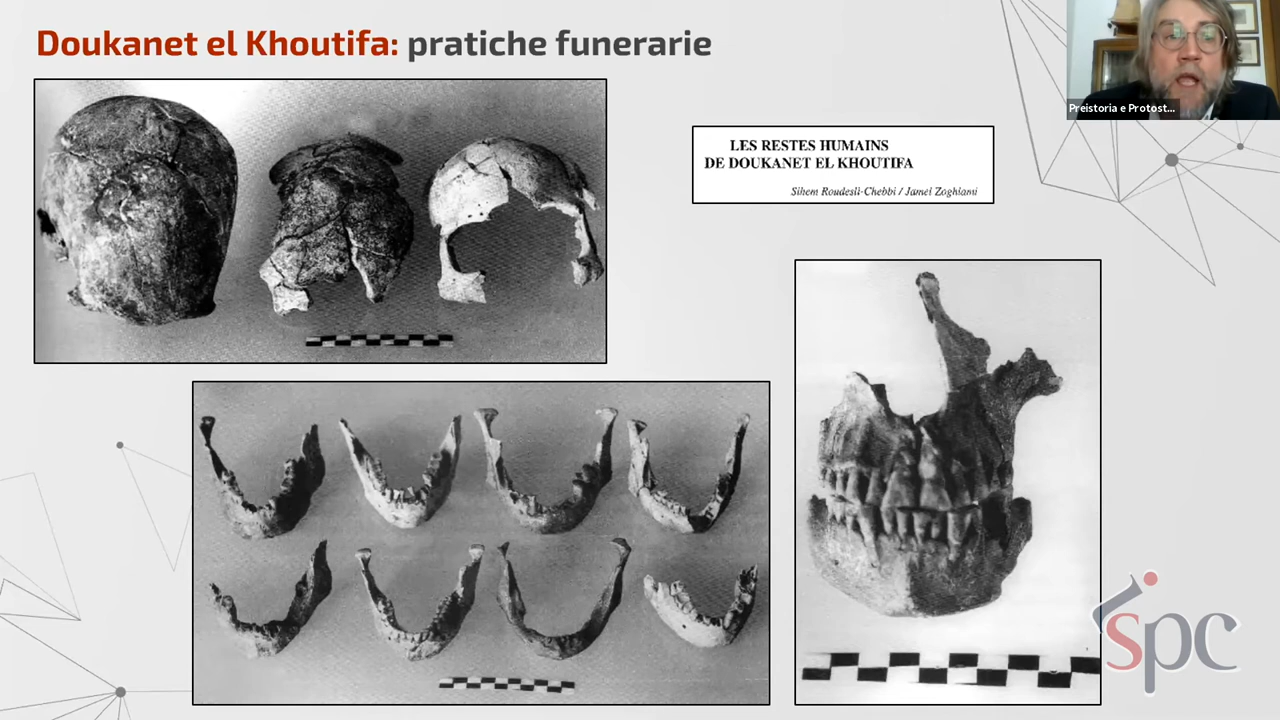 Doukanet el Khoutifa: pratiche funerarie
Preistoria e Protost...
LES RESTES HUMAINS
DE DOUKANET EL KHOUTIFA
Sihem Roudesli-Chebbi / Jamel Zoghlami
spc